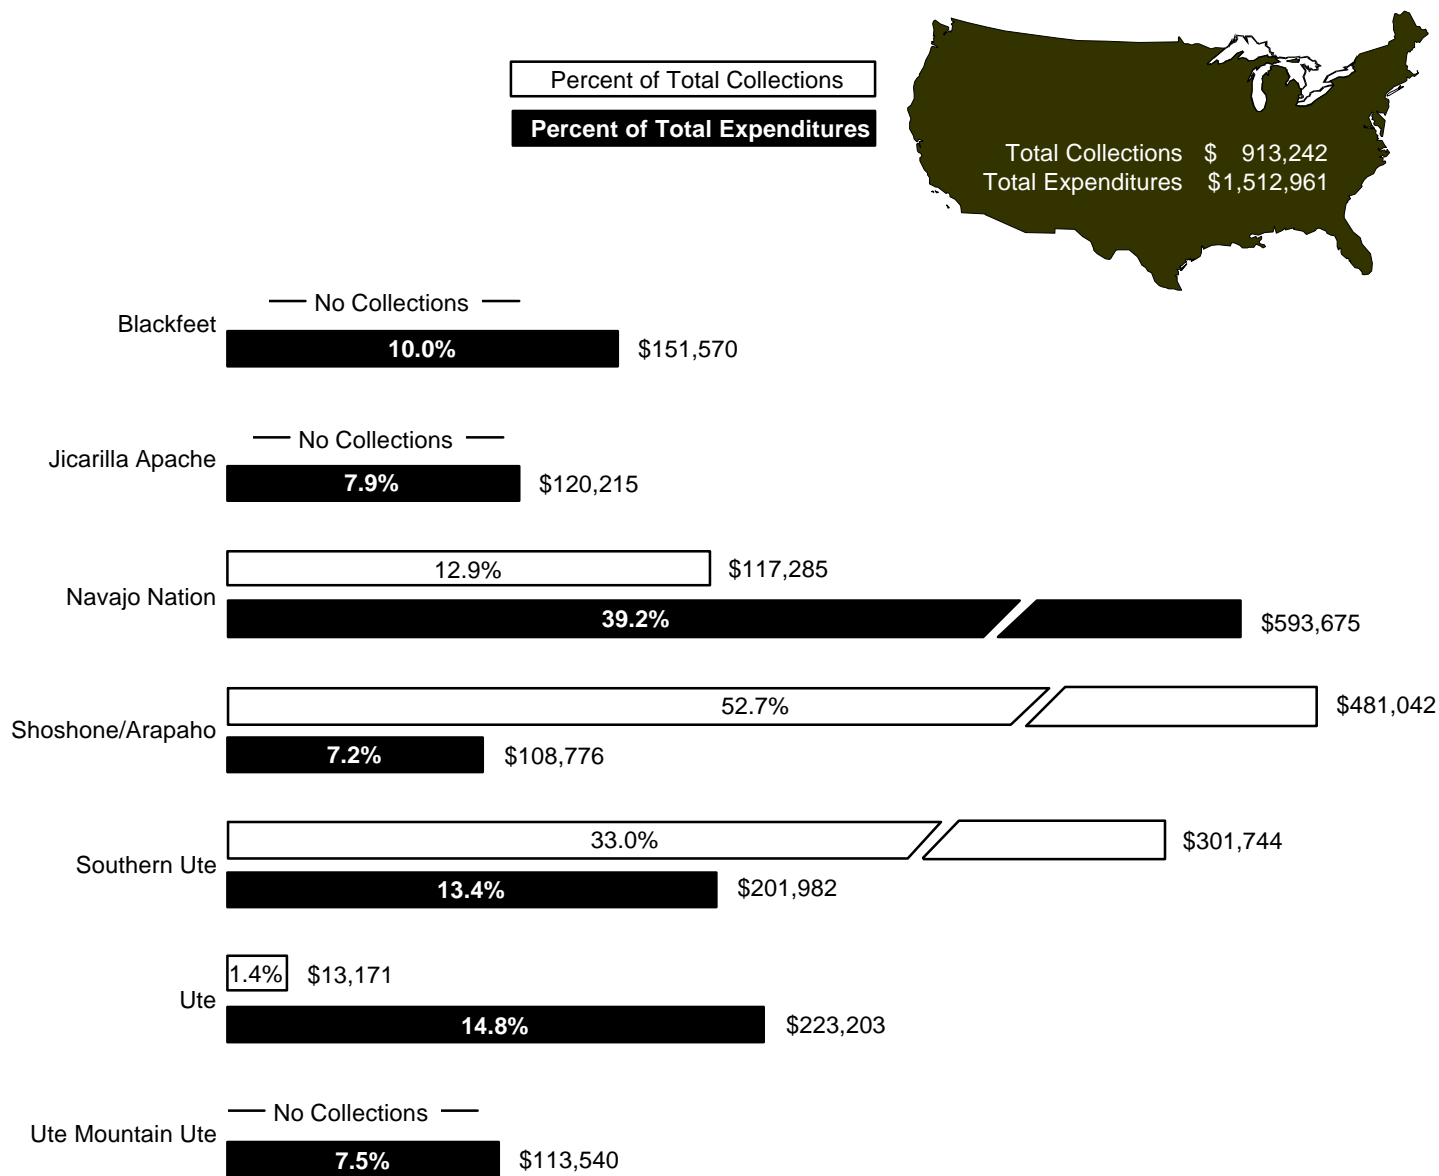 Percent of Total Collections
Percent of Total Expenditures
Total Collections $ 913,242
Total Expenditures $1,512,961
Blackfeet
No Collections
10.0% $151,570
Jicarilla Apache
No Collections
7.9% $120,215
Navajo Nation
12.9% $117,285
39.2% $593,675
Shoshone/Arapaho
52.7% $481,042
7.2% $108,776
Southern Ute
33.0% $301,744
13.4% $201,982
Ute
1.4% $13,171
14.8% $223,203
Ute Mountain Ute
No Collections
7.5% $113,540